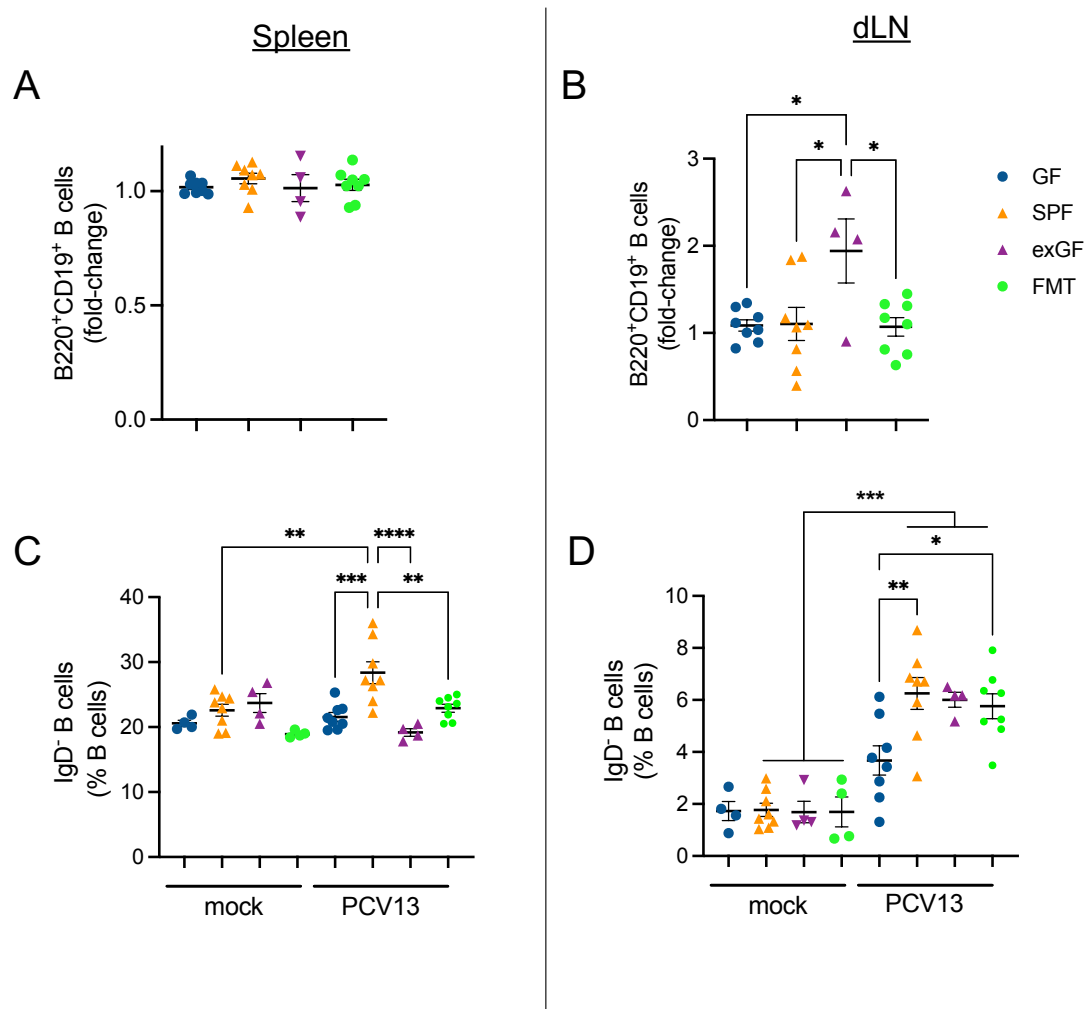 Spleen
dLN
A
B220⁺CD19⁺ B cells
(fold-change)
1.0
0.5
0.0
B
B220⁺CD19⁺ B cells
(fold-change)
3
2
1
0
*
*
*
GF
SPF
exGF
FMT
C
IgD⁻ B cells
(% B cells)
40
30
20
10
0
**
****
***
**
mock
PCV13
D
IgD⁻ B cells
(% B cells)
10
8
6
4
2
0
***
*
**
mock
PCV13